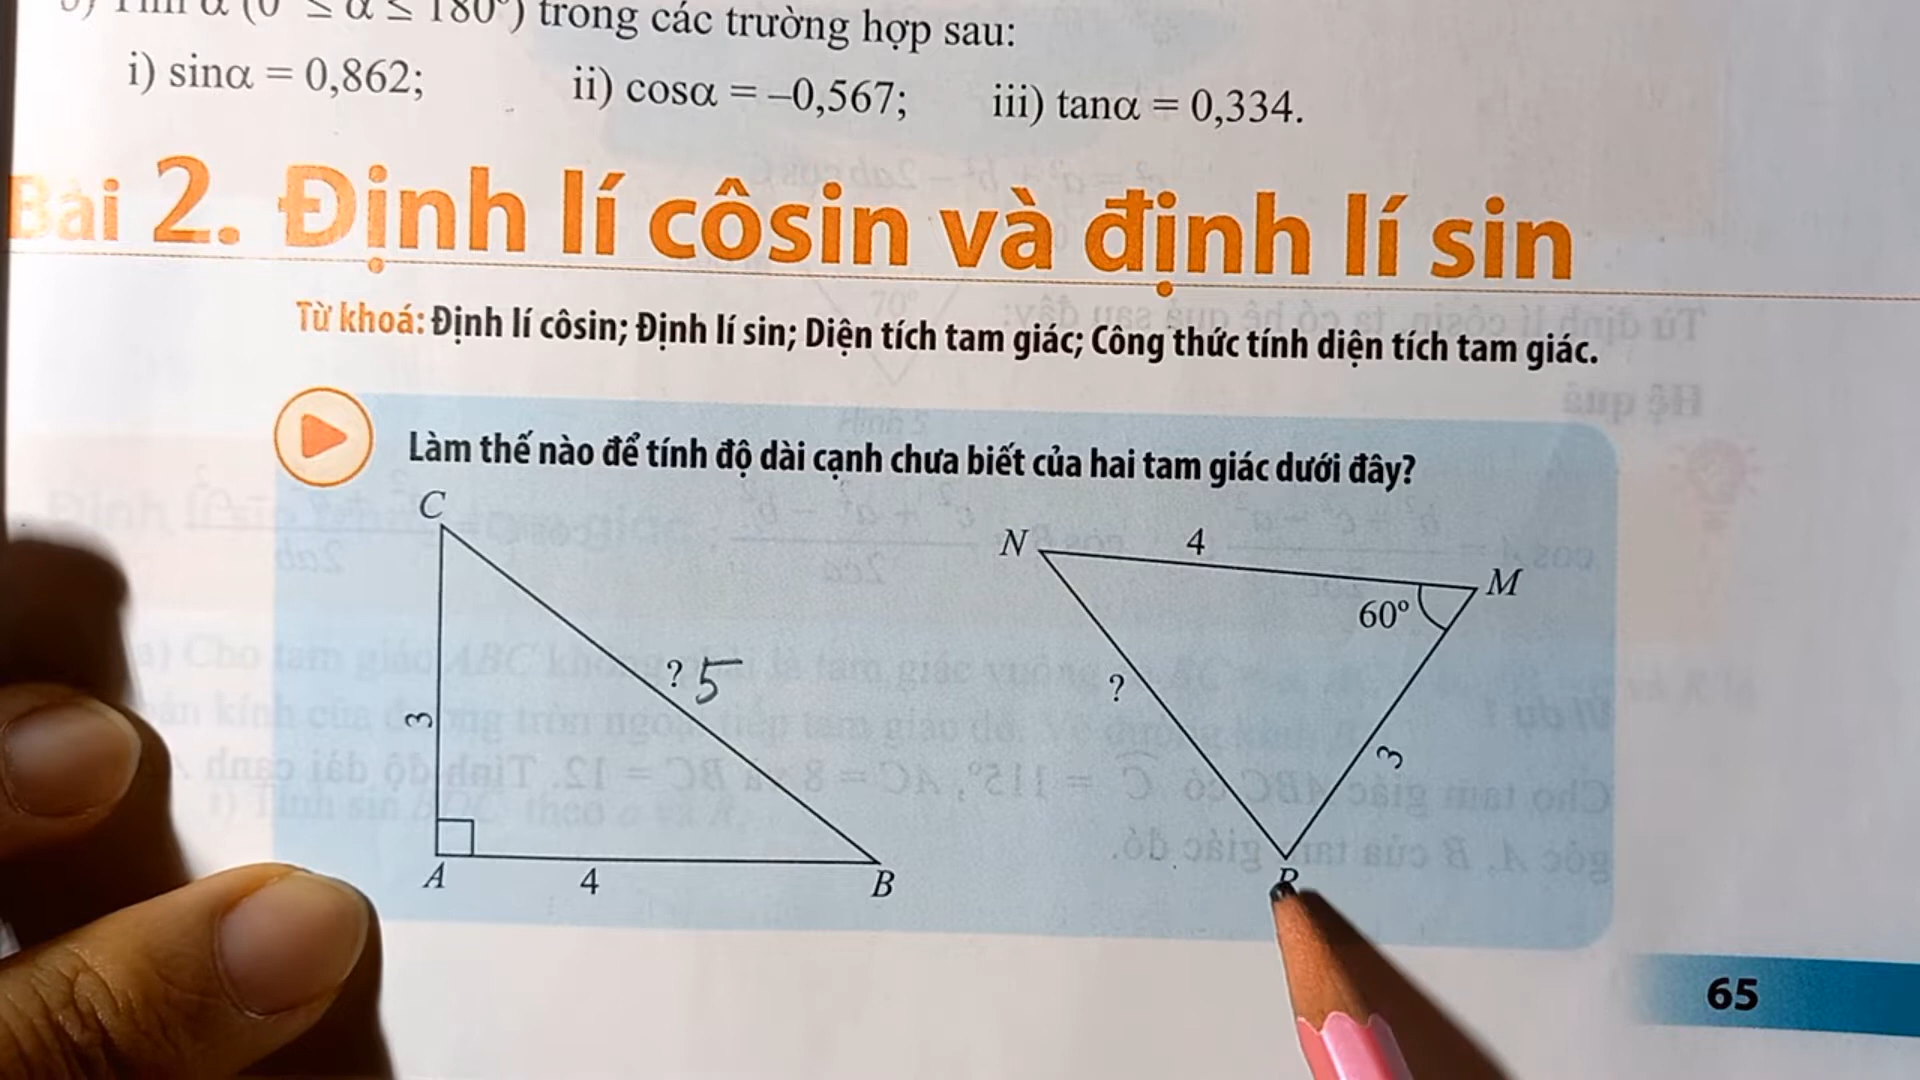 trong các trường hợp sau:
i) sinα = 0,862; ii) cosα = –0,567; iii) tanα = 0,334.
Bài 2. Định lí côsin và định lí sin
Từ khoá: Định lí côsin; Định lí sin; Diện tích tam giác; Công thức tính diện tích tam giác.
Làm thế nào để tính độ dài cạnh chưa biết của hai tam giác dưới đây?
C
3
? 5
A
4
B
N
4
M
60°
?
3
65